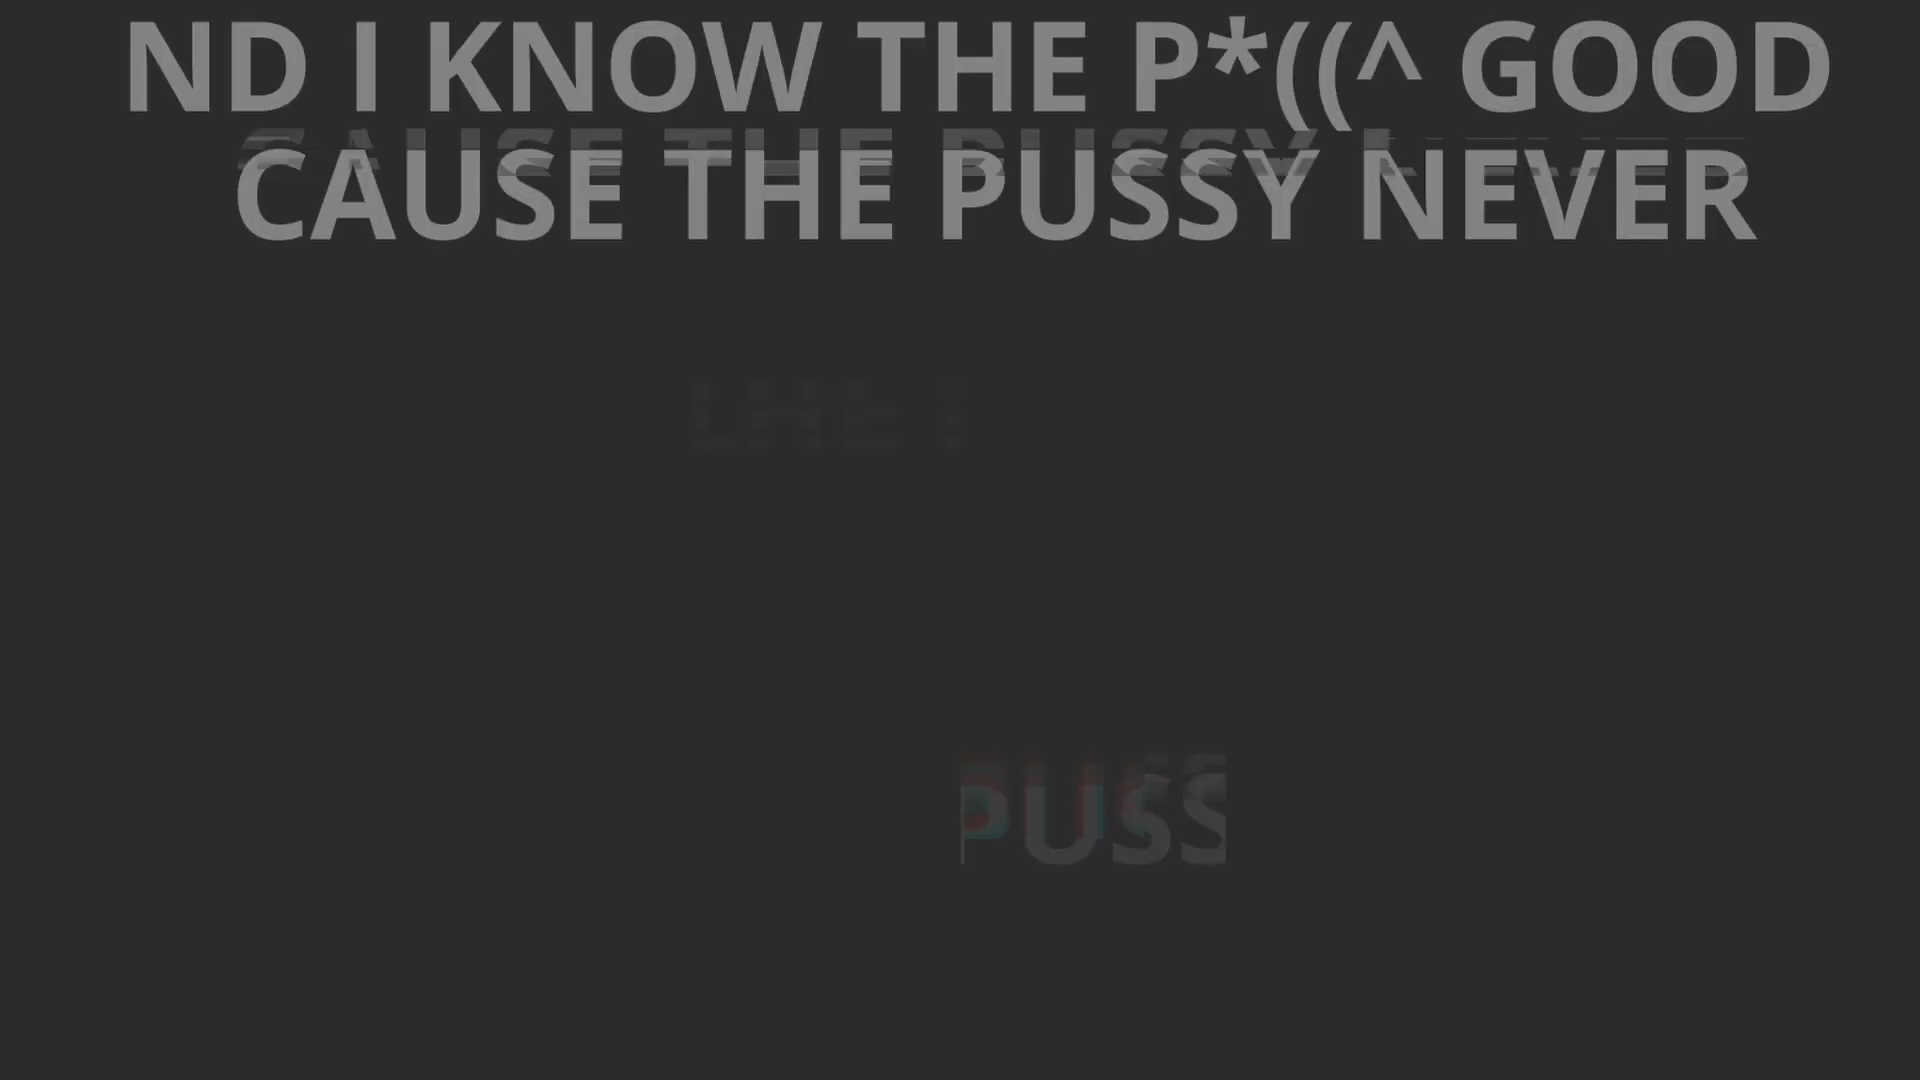 ND I KNOW THE P*((^ GOOD
CAUSE THE PUSSY NEVER
PUSS